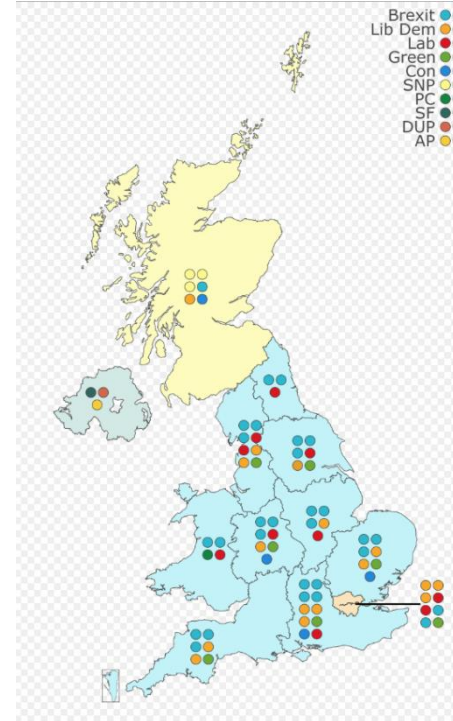 Brexit
Lib Dem
Lab
Green
Con
SNP
PC
SF
DUP
AP